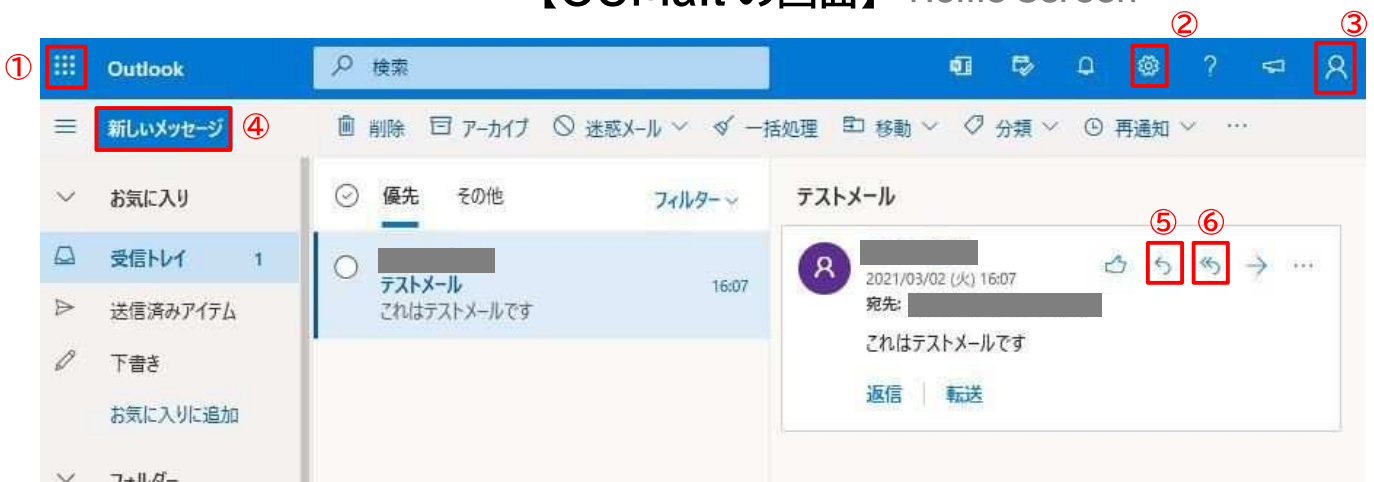 ② ③
① Outlook 検索
新しいメッセージ ④ 削除 アーカイブ 迷惑メール 一括処理 移動 分類 再通知 …
お気に入り 優先 その他 フィルター テストメール
⑤ ⑥
受信トレイ 1
テストメール 16:07
2021/03/02 (火) 16:07
送信済みアイテム これはテストメールです 宛先:
これはテストメールです
下書き
返信 転送
お気に入りに追加
フォルダー